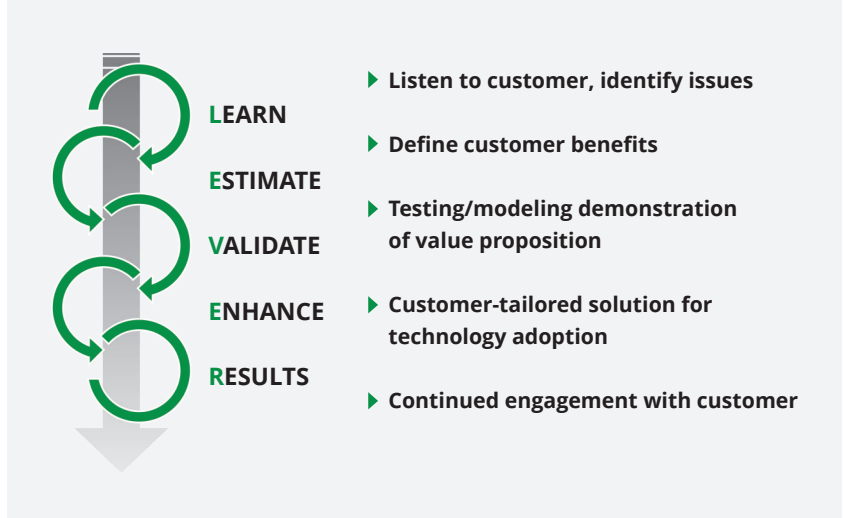 LEARN
Listen to customer, identify issues
ESTIMATE
Define customer benefits
VALIDATE
Testing/modeling demonstration
of value proposition
ENHANCE
Customer-tailored solution for
technology adoption
RESULTS
Continued engagement with customer